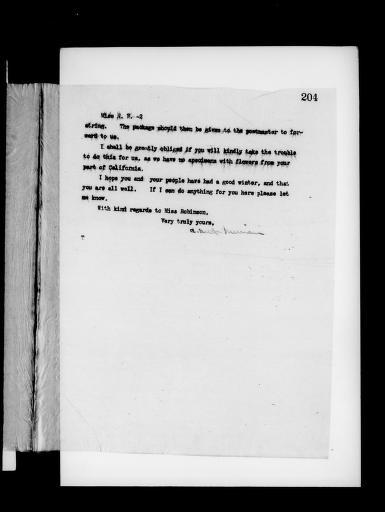 204
Miss -2
string. The package should then be given to the postmaster to for-
ward to us.
I shall be greatly obliged if you will kindly take the trouble
to do this for us, as we have no specimens with flowers from your
part of California.
I hope you and your people have had a good winter, and that
you are all well. If I can do anything for you here please let
me know.
With kind regards to Miss Robinson,
Very truly yours,